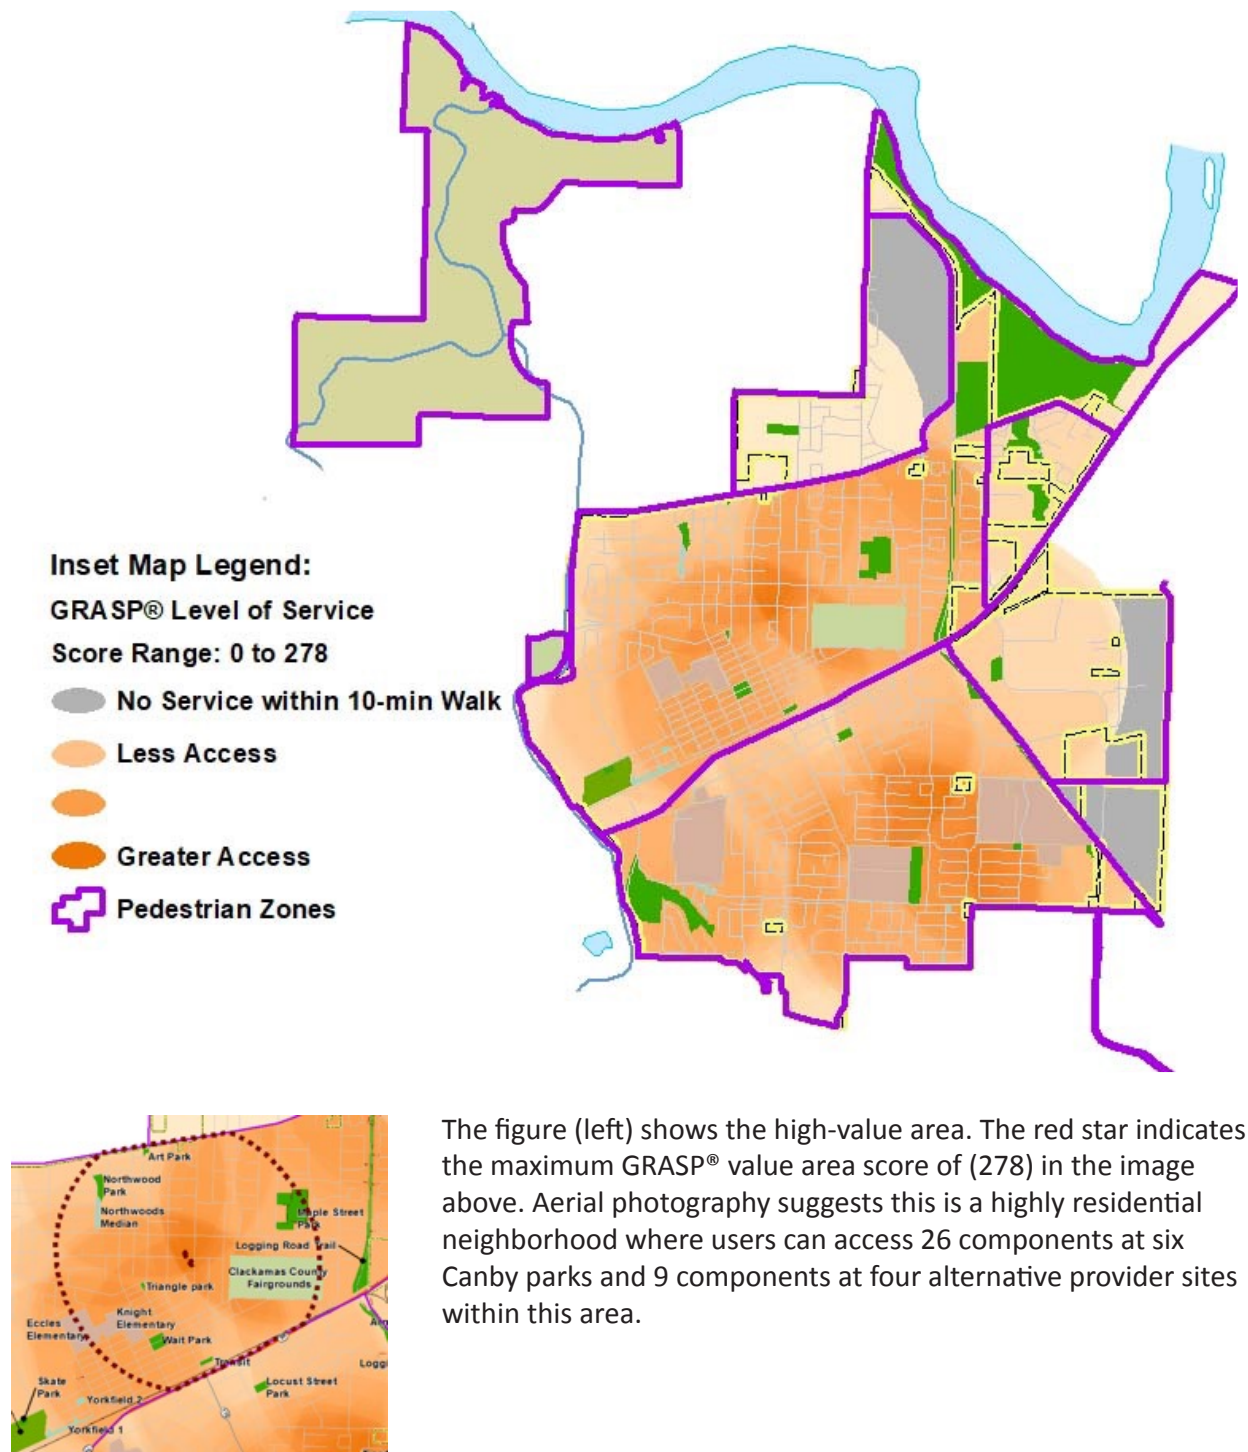 Inset Map Legend:
GRASP® Level of Service
Score Range: 0 to 278
No Service within 10-min Walk
Less Access
Greater Access
Pedestrian Zones
Art Park
Northwood
Park
Northwoods
Median
Maple Street
Park
Logging Road Trail
Clackamas County
Fairgrounds
Triangle park
Knight
Elementary
Eccles
Elementary
Wait Park
Transit
Skate
Park
Locust Street
Park
Yorkfield 2
Yorkfield 1
The figure (left) shows the high-value area. The red star indicates
the maximum GRASP® value area score of (278) in the image
above. Aerial photography suggests this is a highly residential
neighborhood where users can access 26 components at six
Canby parks and 9 components at four alternative provider sites
within this area.